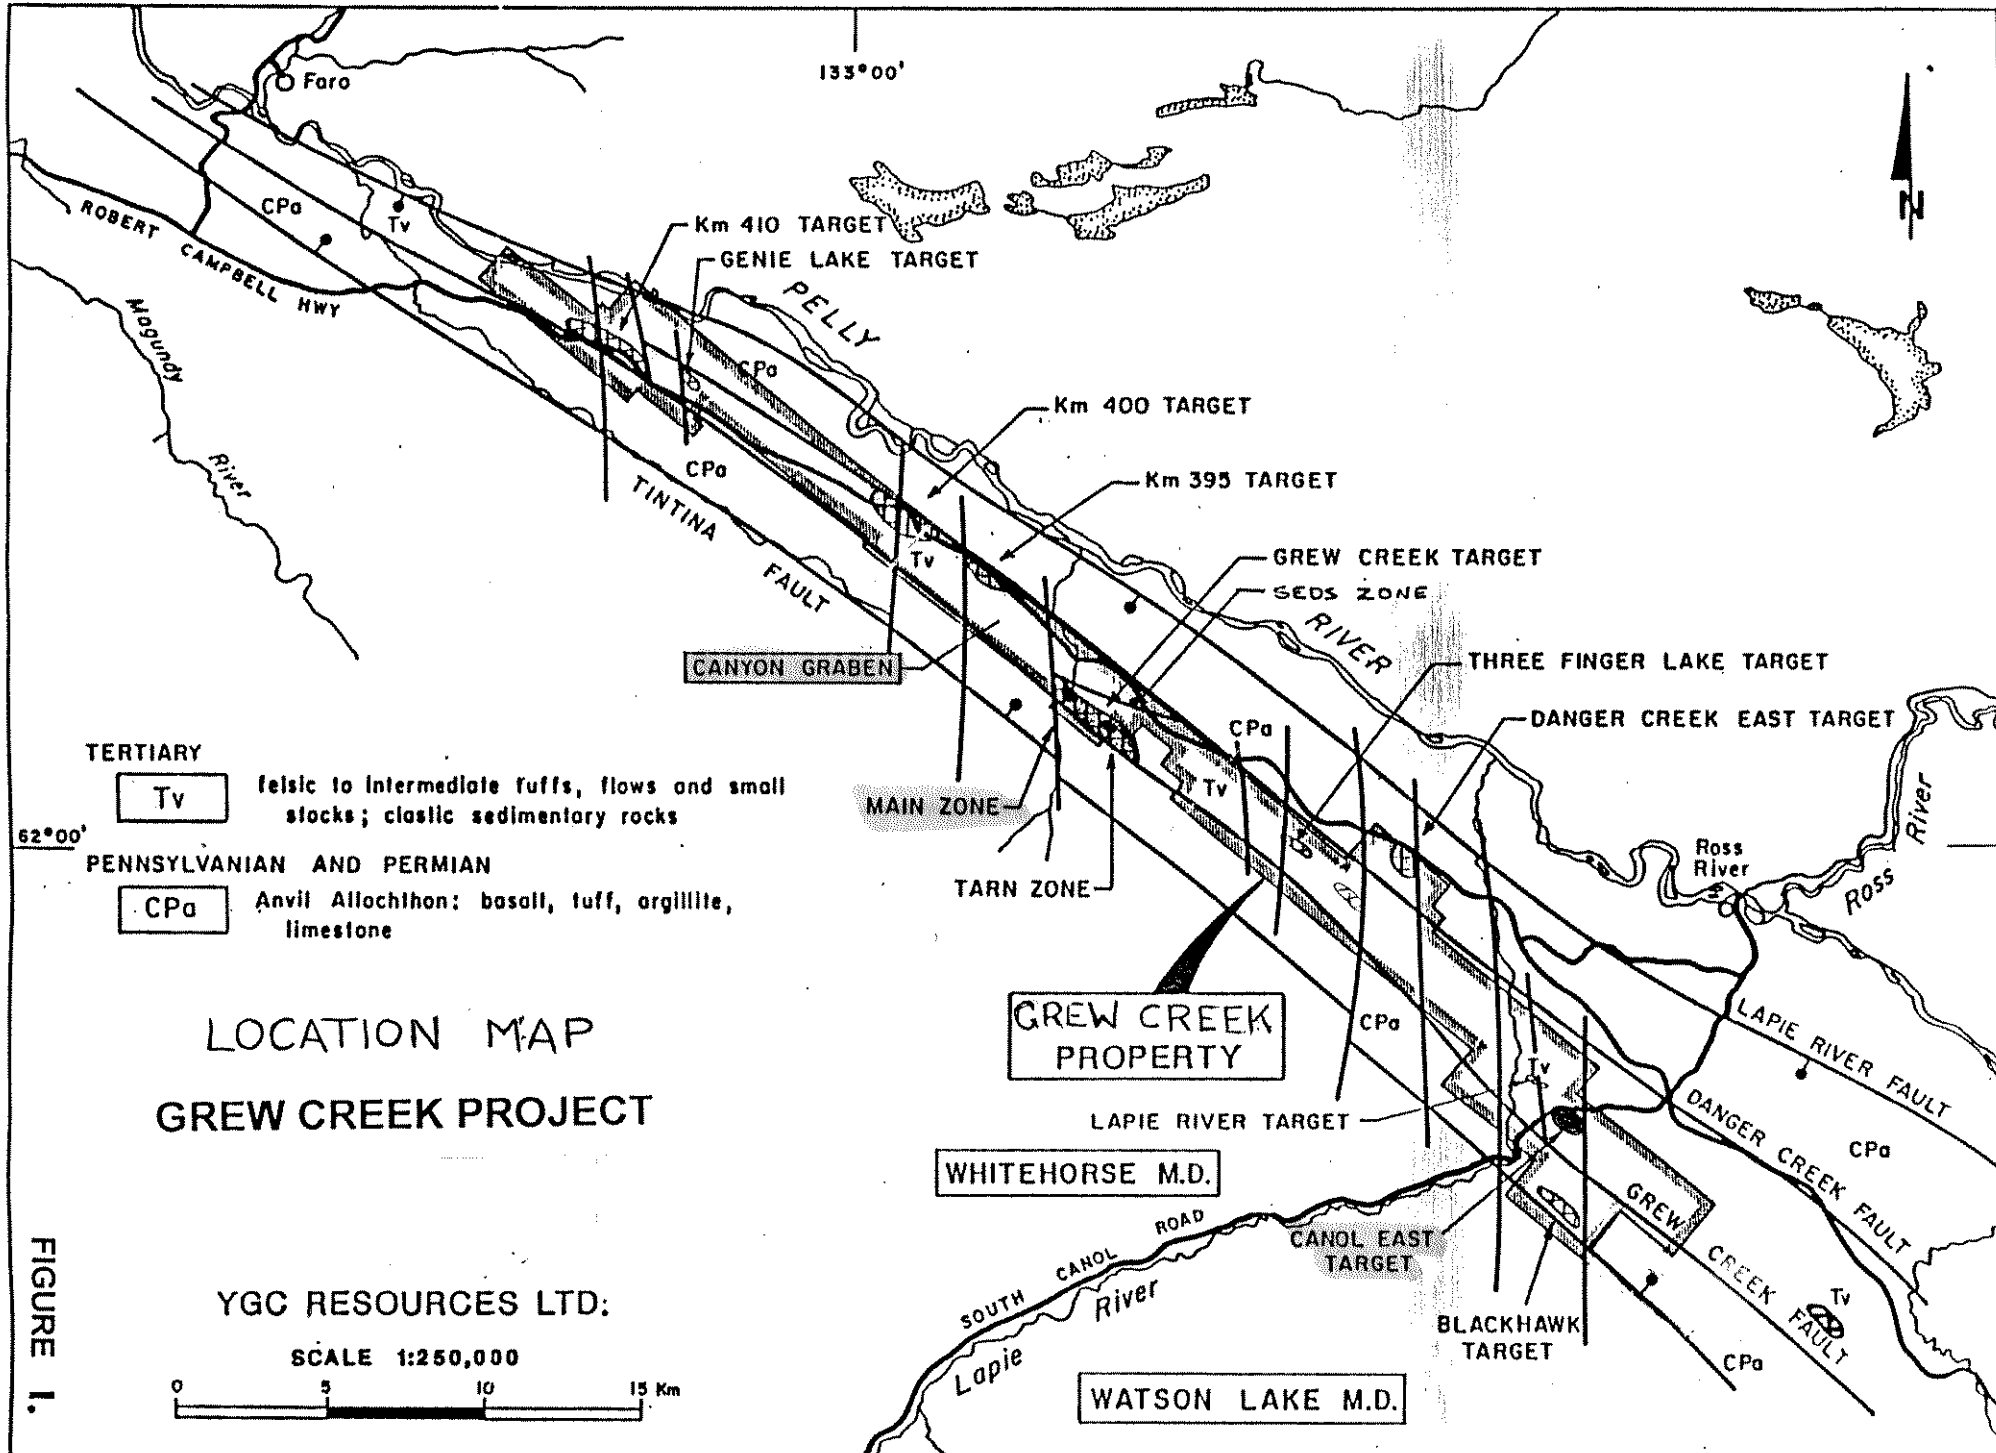 133°00'
Faro
N
CPa
Tv
Km 410 TARGET
GENIE LAKE TARGET
ROBERT CAMPBELL HWY
PELLY
Magundy
River
CPa
Km 400 TARGET
CPa
Km 395 TARGET
TINTINA
FAULT
Tv
GREW CREEK TARGET
SEDS ZONE
RIVER
CANYON GRABEN
THREE FINGER LAKE TARGET
DANGER CREEK EAST TARGET
CPa
Tv
MAIN ZONE
TARN ZONE
TERTIARY
Tv
felsic to intermediate tuffs, flows and small
stocks; clastic sedimentary rocks
62°00'
PENNSYLVANIAN AND PERMIAN
CPa
Anvil Allochthon: basalt, tuff, argillite,
limestone
Ross
River
Ross
River
GREW CREEK
PROPERTY
CPa
LAPIE RIVER FAULT
Tv
LAPIE RIVER TARGET
DANGER CREEK FAULT
CPa
LOCATION MAP
GREW CREEK PROJECT
WHITEHORSE M.D.
GREW CREEK FAULT
SOUTH CANOL ROAD
CANOL EAST
TARGET
Lapie River
BLACKHAWK
TARGET
Tv
CPa
WATSON LAKE M.D.
YGC RESOURCES LTD.
SCALE 1:250,000
0 5 10 15 Km
FIGURE 1.